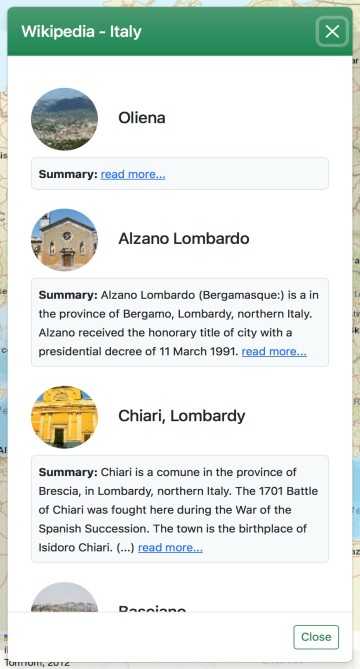 Wikipedia - Italy
Oliena
Summary: read more...
Alzano Lombardo
Summary: Alzano Lombardo (Bergamasque:) is a in
the province of Bergamo, Lombardy, northern Italy.
Alzano received the honorary title of city with a
presidential decree of 11 March 1991. read more...
Chiari, Lombardy
Summary: Chiari is a comune in the province of
Brescia, in Lombardy, northern Italy. The 1701 Battle
of Chiari was fought here during the War of the
Spanish Succession. The town is the birthplace of
Isidoro Chiari. (...) read more...
Basciano
Close
TomTom, 2012